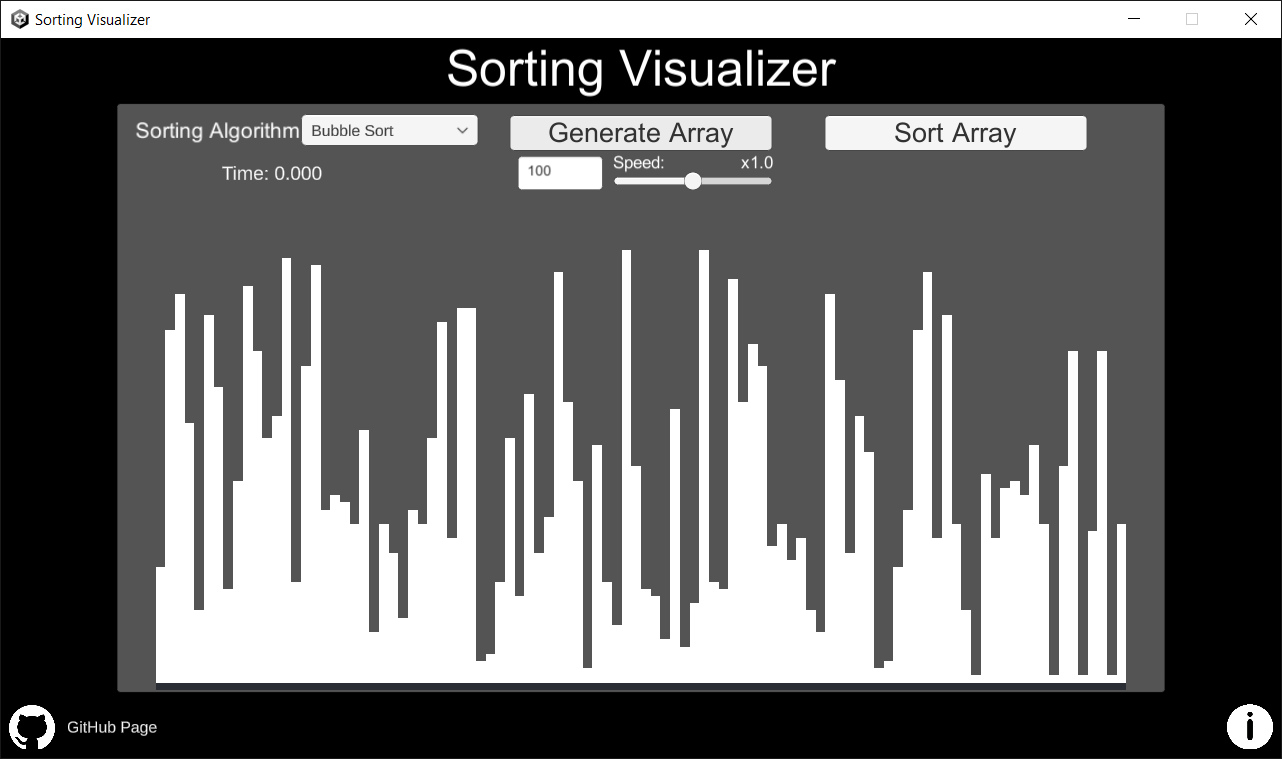 Sorting Visualizer
Sorting Visualizer
Sorting Algorithm Bubble Sort Generate Array Sort Array
Time: 0.000 100 Speed: x1.0
GitHub Page
i